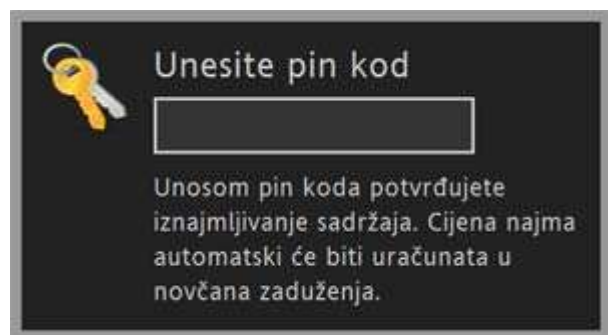 Unesite pin kod
Unosom pin koda potvrđujete
iznajmljivanje sadržaja. Cijena najma
automatski će biti uračunata u
novčana zaduženja.